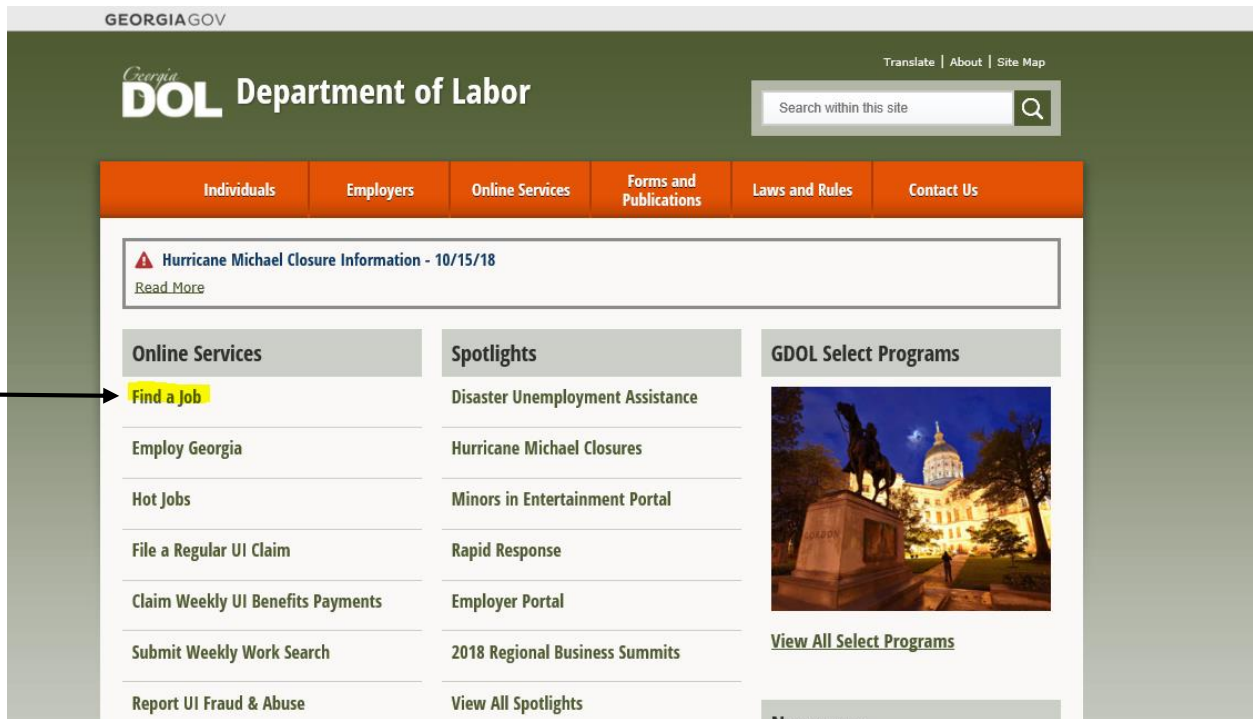 GEORGIAGOV
Translate | About | Site Map
Georgia
DOL Department of Labor
Search within this site
Individuals
Employers
Online Services
Forms and
Publications
Laws and Rules
Contact Us
Hurricane Michael Closure Information - 10/15/18
Read More
Online Services
Find a Job
Employ Georgia
Hot Jobs
File a Regular UI Claim
Claim Weekly UI Benefits Payments
Submit Weekly Work Search
Report UI Fraud & Abuse
Spotlights
Disaster Unemployment Assistance
Hurricane Michael Closures
Minors in Entertainment Portal
Rapid Response
Employer Portal
2018 Regional Business Summits
View All Spotlights
GDOL Select Programs
GORDON
View All Select Programs